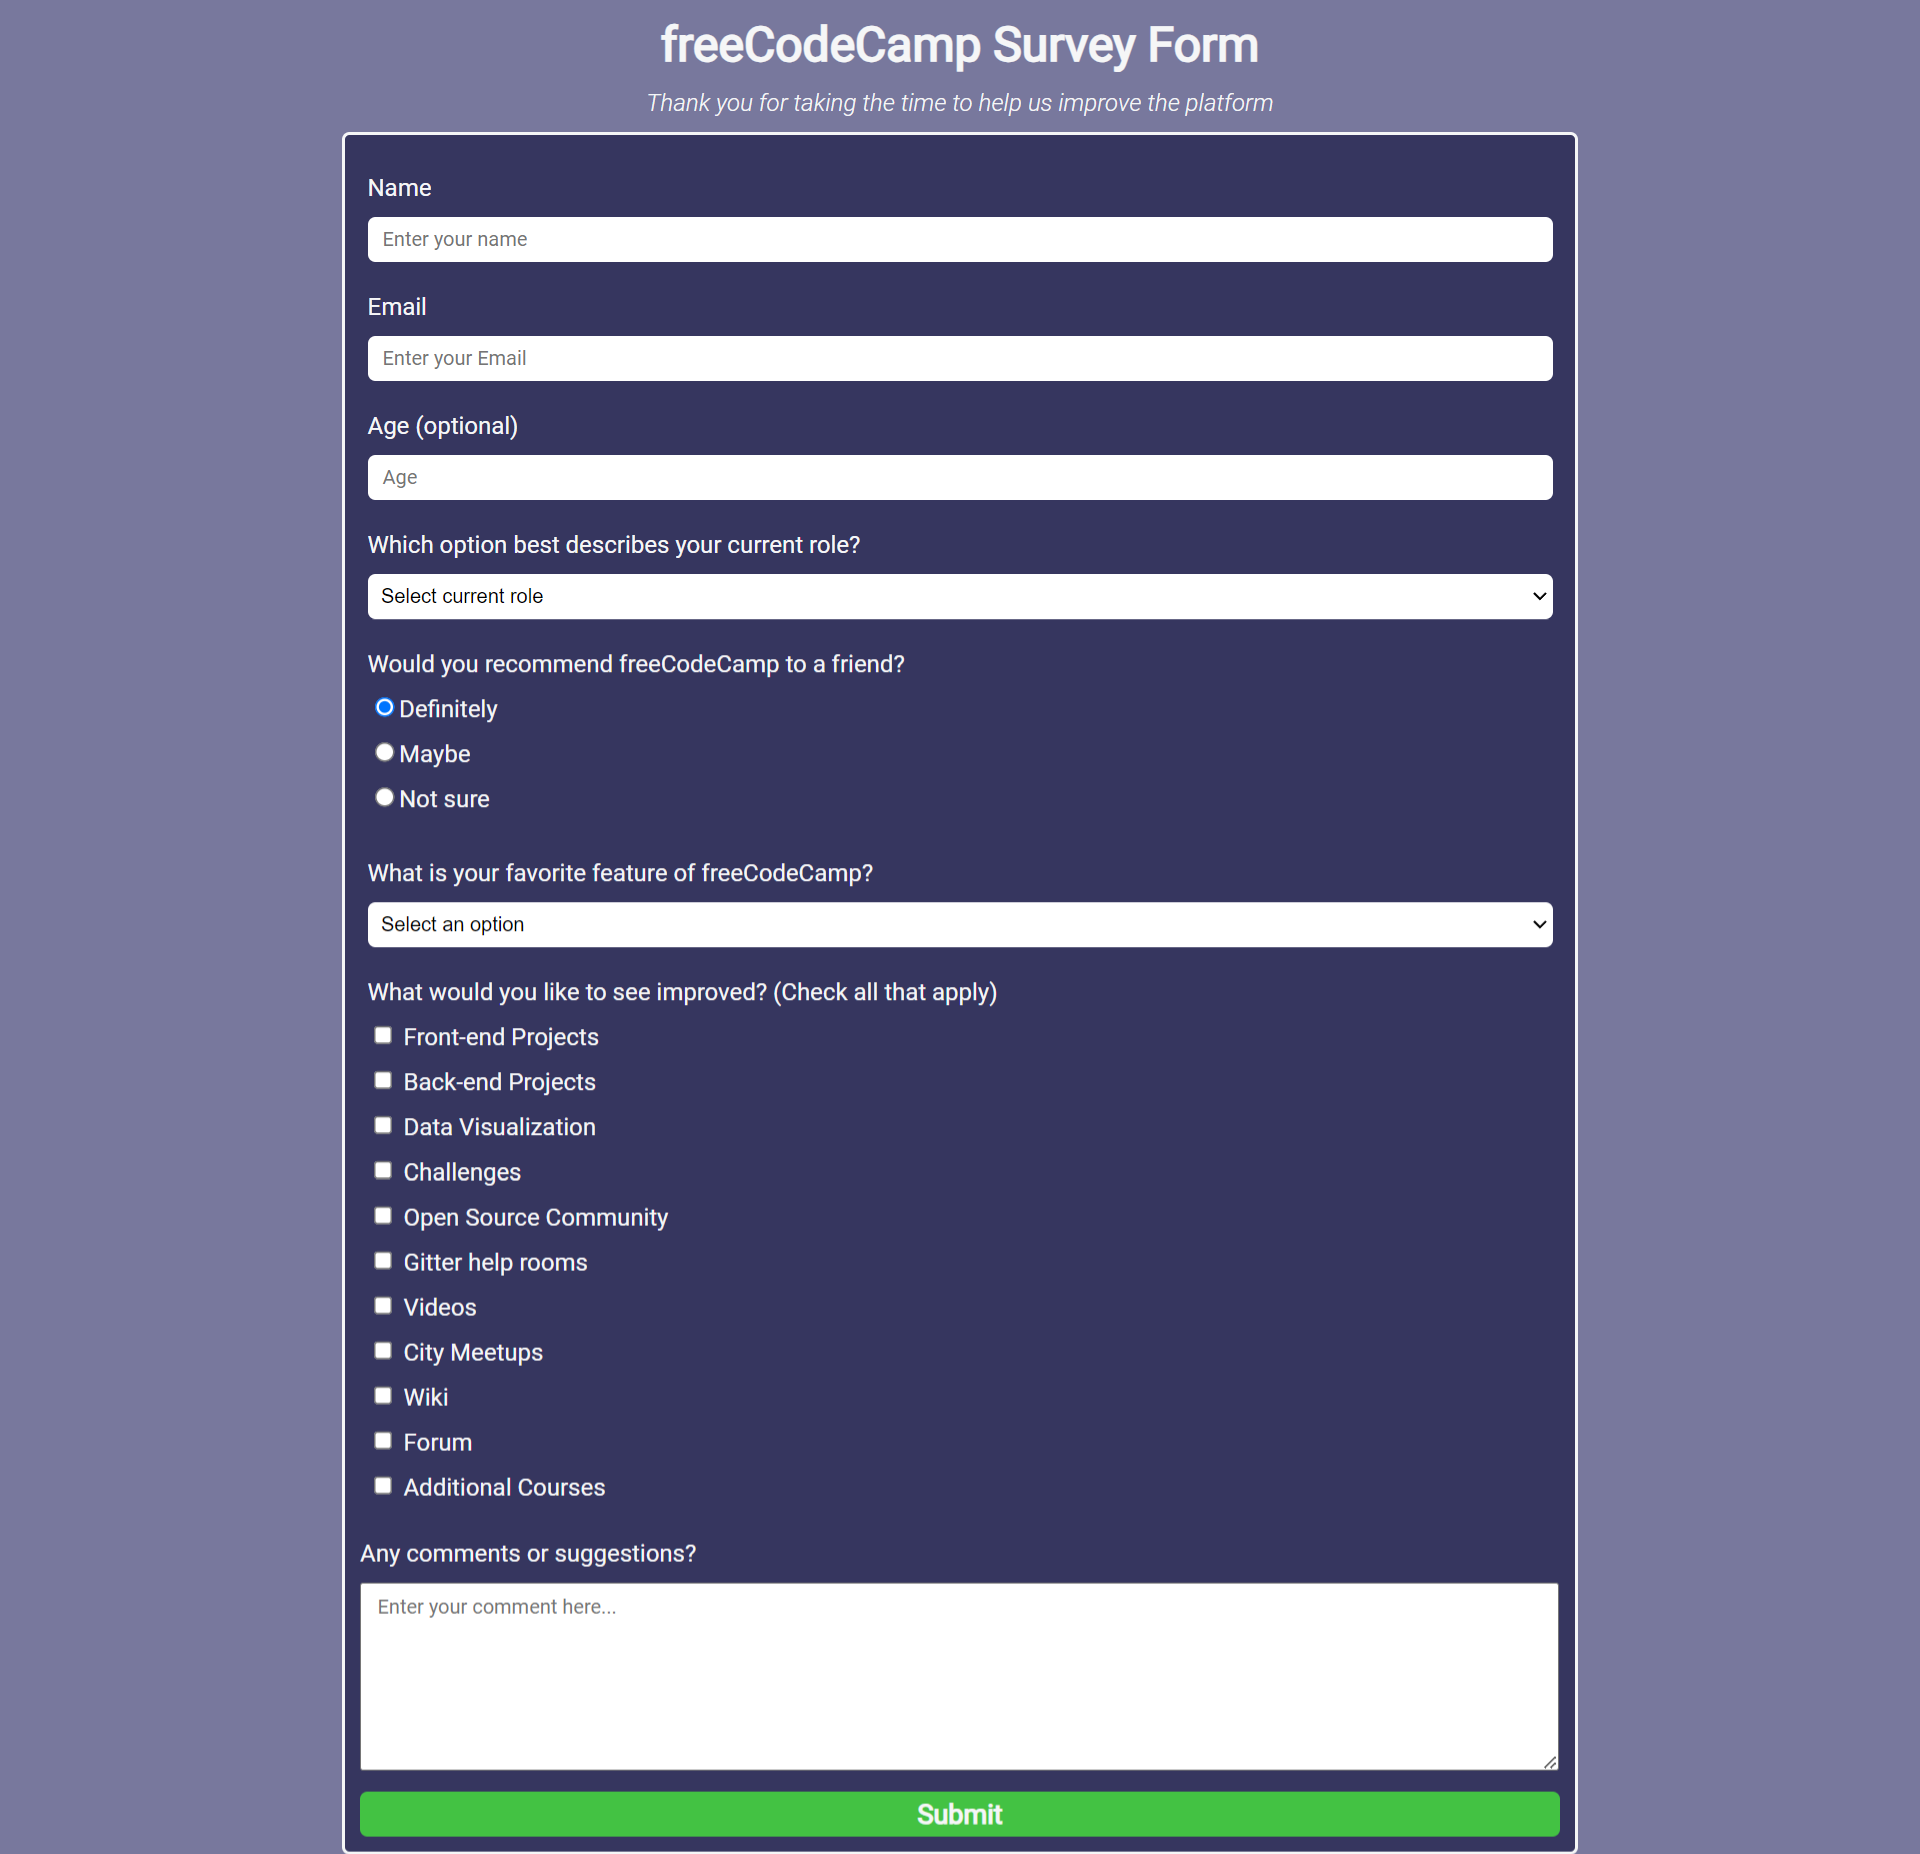 freeCodeCamp Survey Form
Thank you for taking the time to help us improve the platform
Name
Enter your name
Email
Enter your Email
Age (optional)
Age
Which option best describes your current role?
Select current role
Would you recommend freeCodeCamp to a friend?
Definitely
Maybe
Not sure
What is your favorite feature of freeCodeCamp?
Select an option
What would you like to see improved? (Check all that apply)
Front-end Projects
Back-end Projects
Data Visualization
Challenges
Open Source Community
Gitter help rooms
Videos
City Meetups
Wiki
Forum
Additional Courses
Any comments or suggestions?
Enter your comment here...
Submit